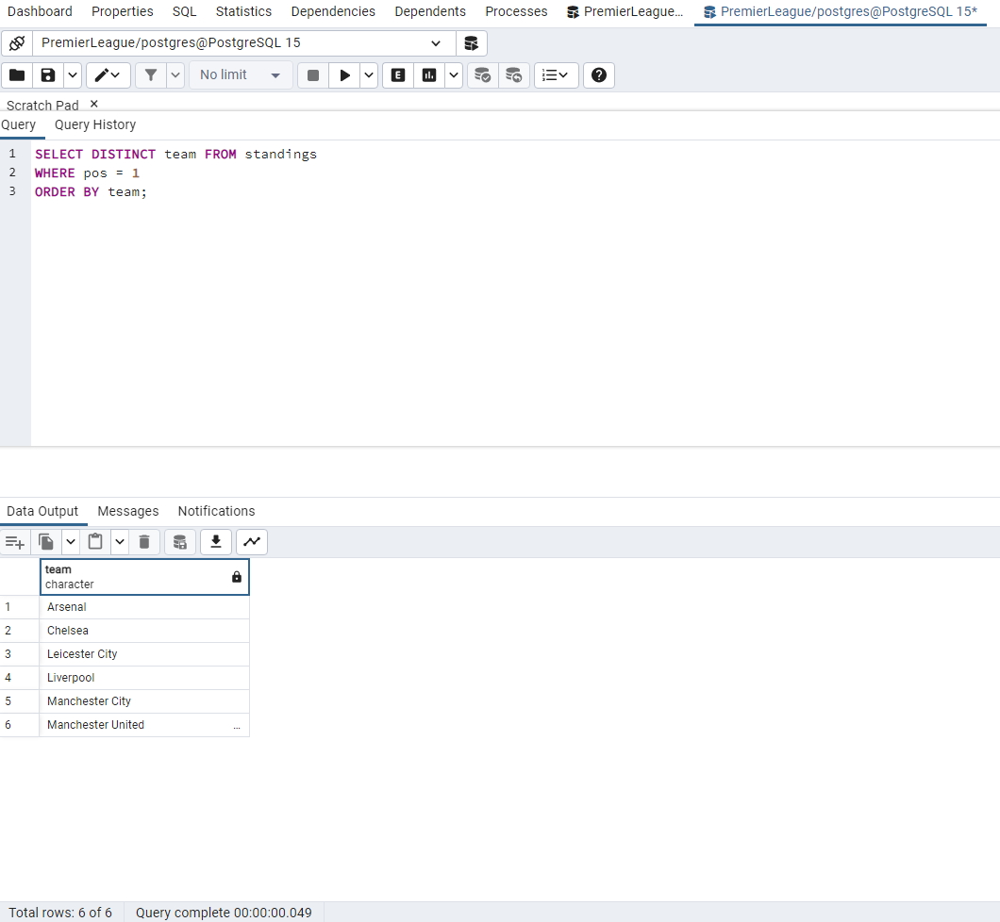 Dashboard Properties SQL Statistics Dependencies Dependents Processes PremierLeague... PremierLeague/postgres@PostgreSQL 15*
PremierLeague/postgres@PostgreSQL 15
No limit E
Scratch Pad ×
Query Query History
1 SELECT DISTINCT team FROM standings
2 WHERE pos = 1
3 ORDER BY team;
Data Output Messages Notifications
team
character
1 Arsenal
2 Chelsea
3 Leicester City
4 Liverpool
5 Manchester City
6 Manchester United ...
Total rows: 6 of 6 Query complete 00:00:00.049